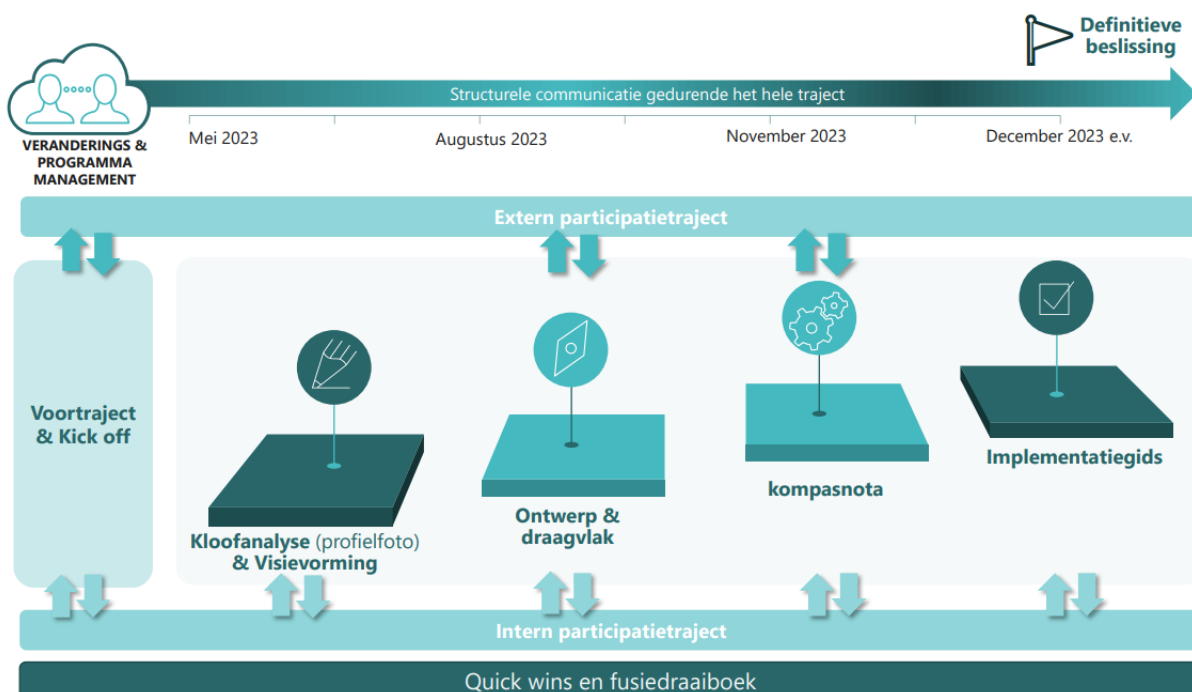 Definitieve
beslissing
Structurele communicatie gedurende het hele traject
VERANDERINGS &
PROGRAMMA
MANAGEMENT
Mei 2023
Augustus 2023
November 2023
December 2023 e.v.
Extern participatietraject
Voortraject
& Kick off
Kloofanalyse (profielfoto)
& Visievorming
Ontwerp &
draagvlak
kompasnota
Implementatiegids
Intern participatietraject
Quick wins en fusiedraaiboek